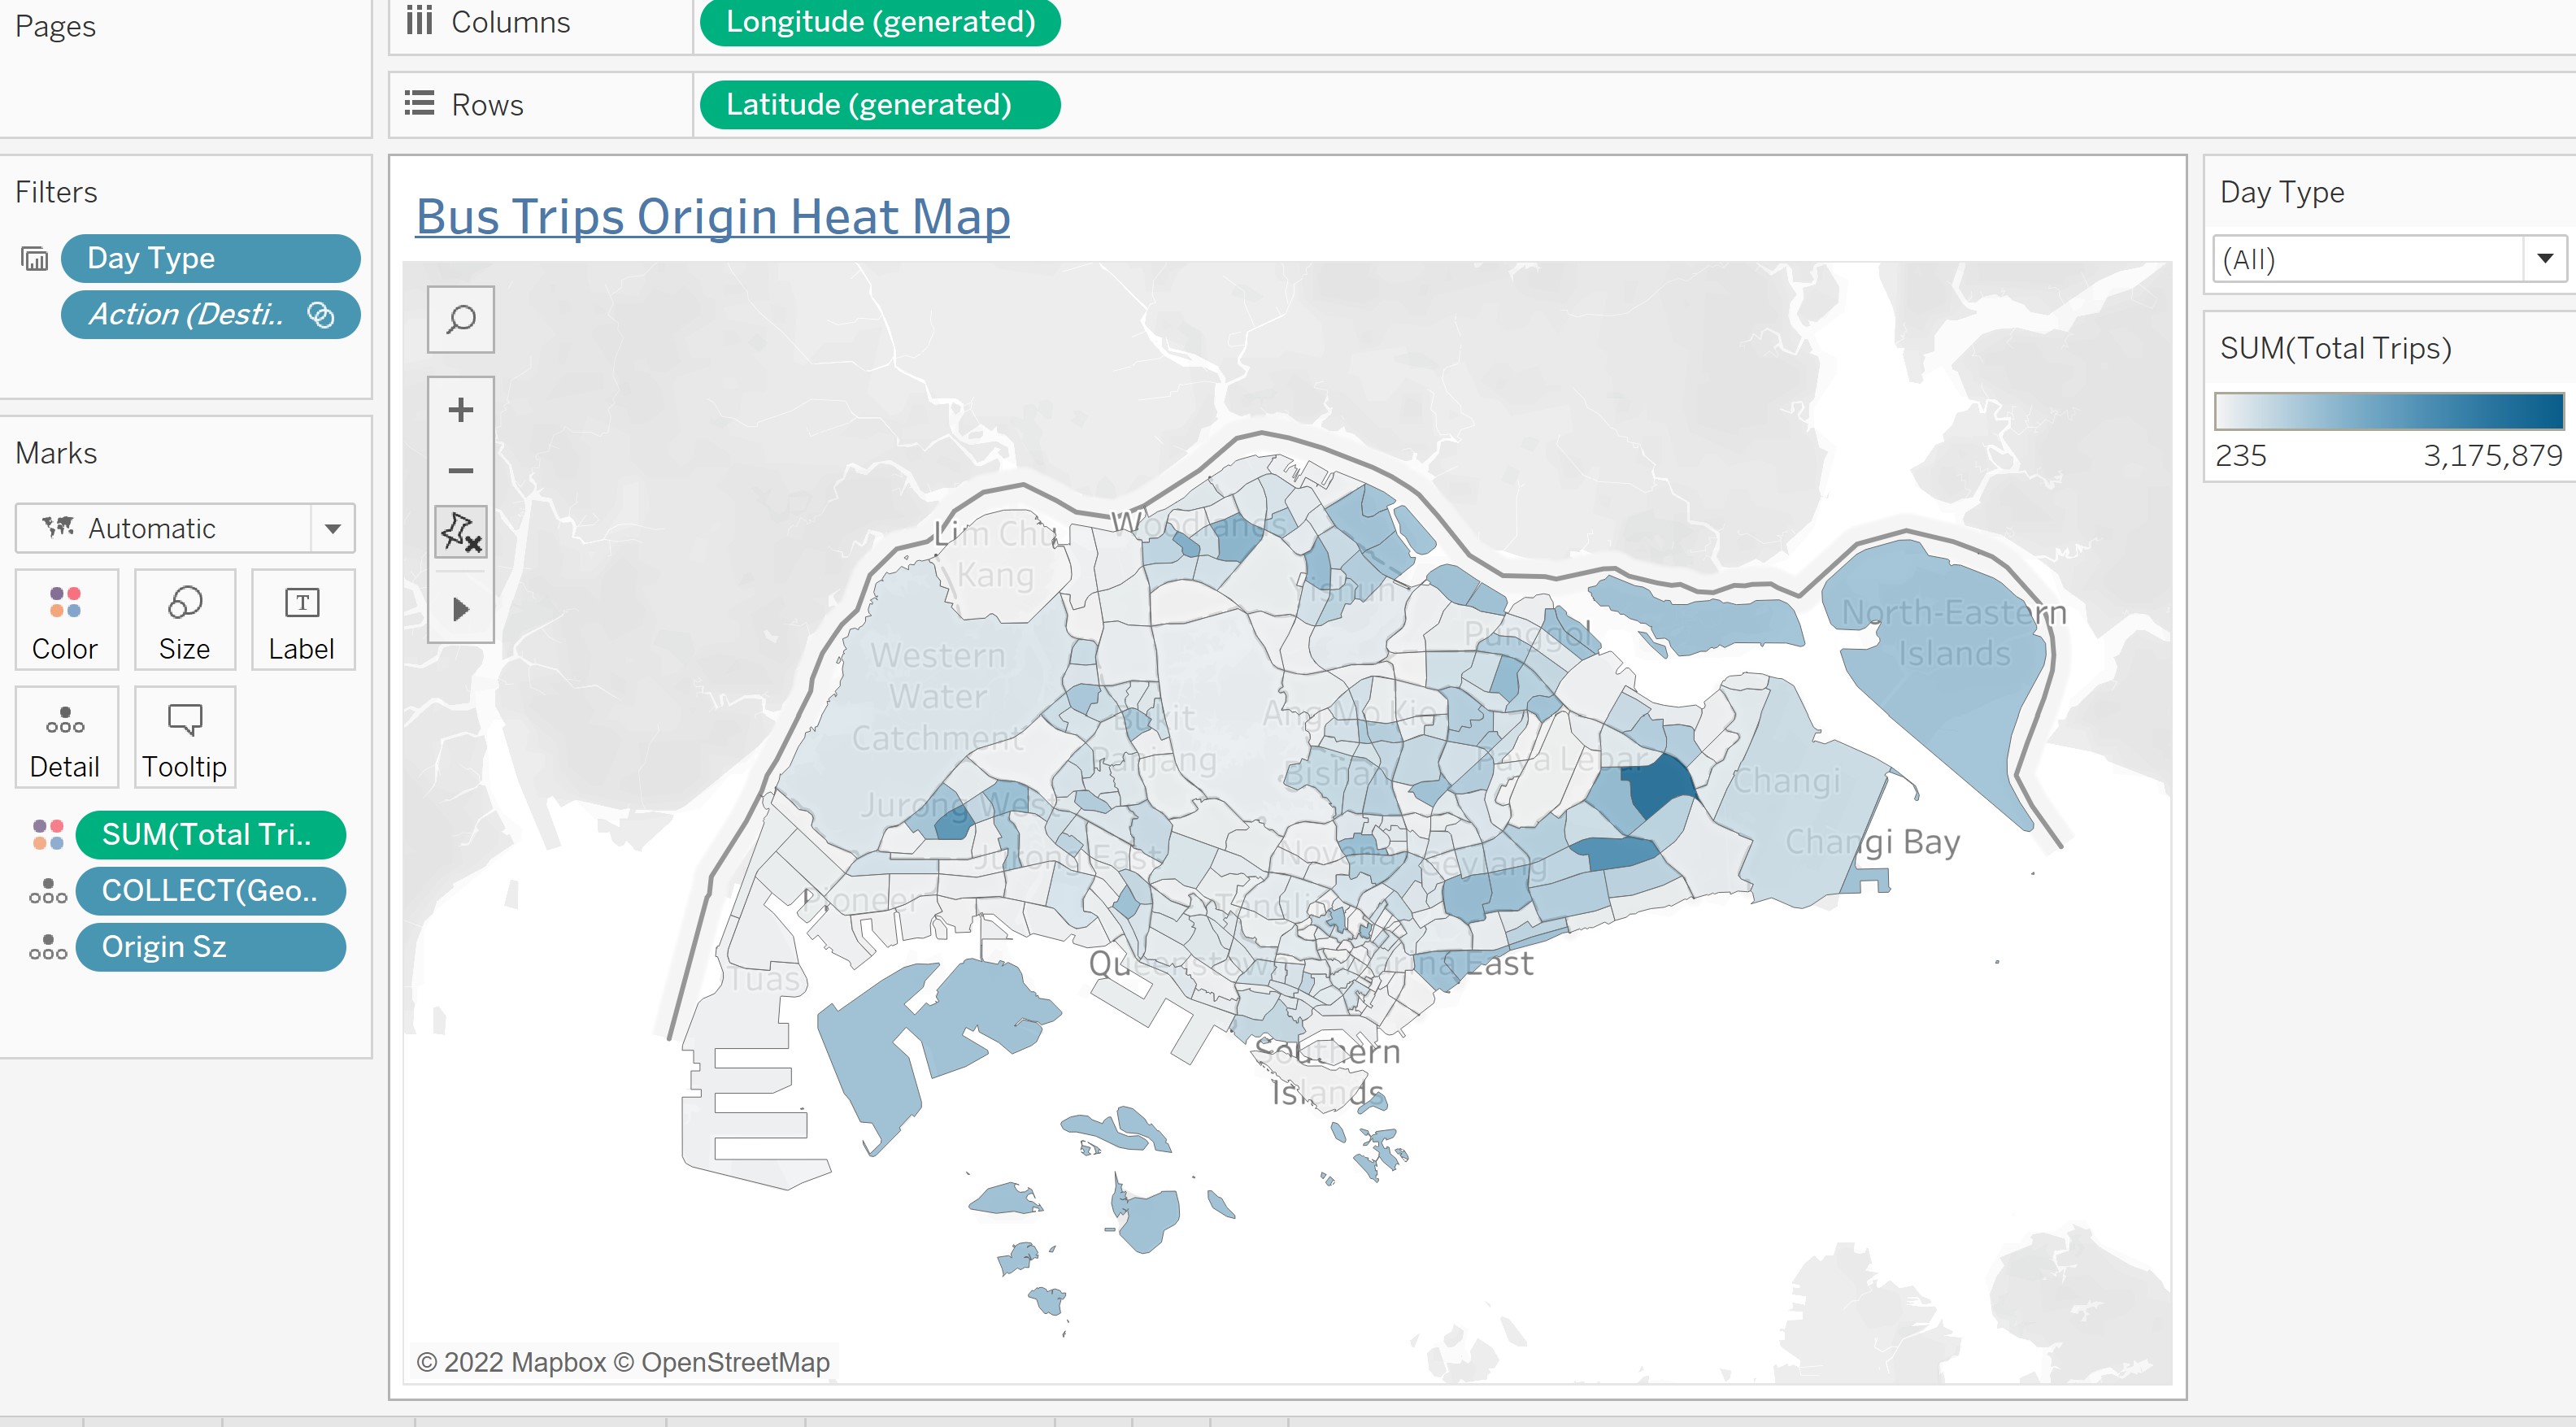 Pages
Columns
Longitude (generated)
Rows
Latitude (generated)
Filters
Day Type
Action (Desti..
Marks
Automatic
Color
Size
T
Label
Detail
Tooltip
SUM(Total Tri..
COLLECT(Geo..
Origin Sz
Bus Trips Origin Heat Map
Lim Chu
Kang
Woodlands
Yishun
Punggol
North-Eastern
Islands
Western
Water
Catchment
Bukit
Panjang
Ang Mo Kio
Bishan
Paya Lebar
Changi
Changi Bay
Jurong West
Jurong East
Novena
Geylang
Pioneer
Tanglin
Tuas
Queenstown
Marina East
Southern
Islands
© 2022 Mapbox © OpenStreetMap
Day Type
(All)
SUM(Total Trips)
235
3,175,879